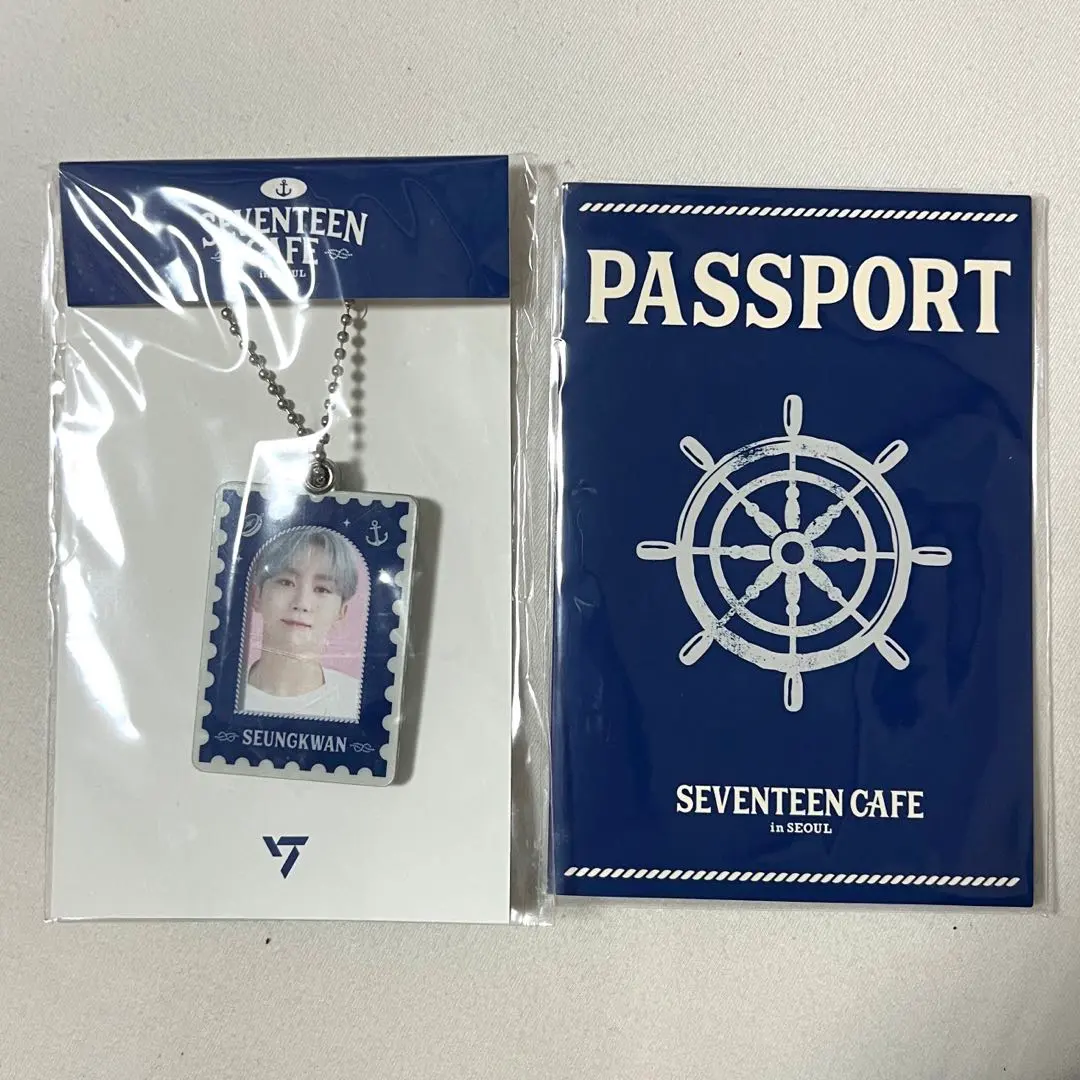 SEVENTEEN
CAFE
in SEOUL
SEUNGKWAN
PASSPORT
SEVENTEEN CAFE
in SEOUL